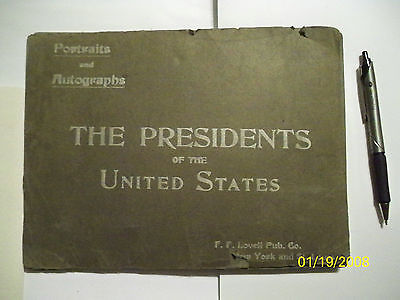 Portraits
and
Autographs
THE PRESIDENTS
OF THE
UNITED STATES
F. F. Lovell Pub. Co.
New York and
01/19/2008